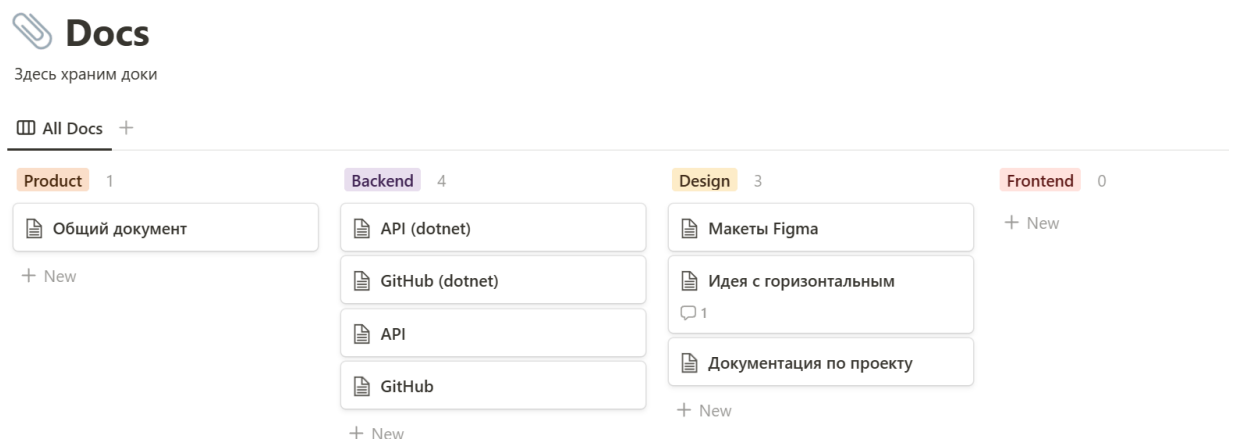 Docs
Здесь храним доки
All Docs
Product 1
Общий документ
+ New
Backend 4
API (dotnet)
GitHub (dotnet)
API
GitHub
+ New
Design 3
Макеты Figma
Идея с горизонтальным
1
Документация по проекту
+ New
Frontend 0
+ New